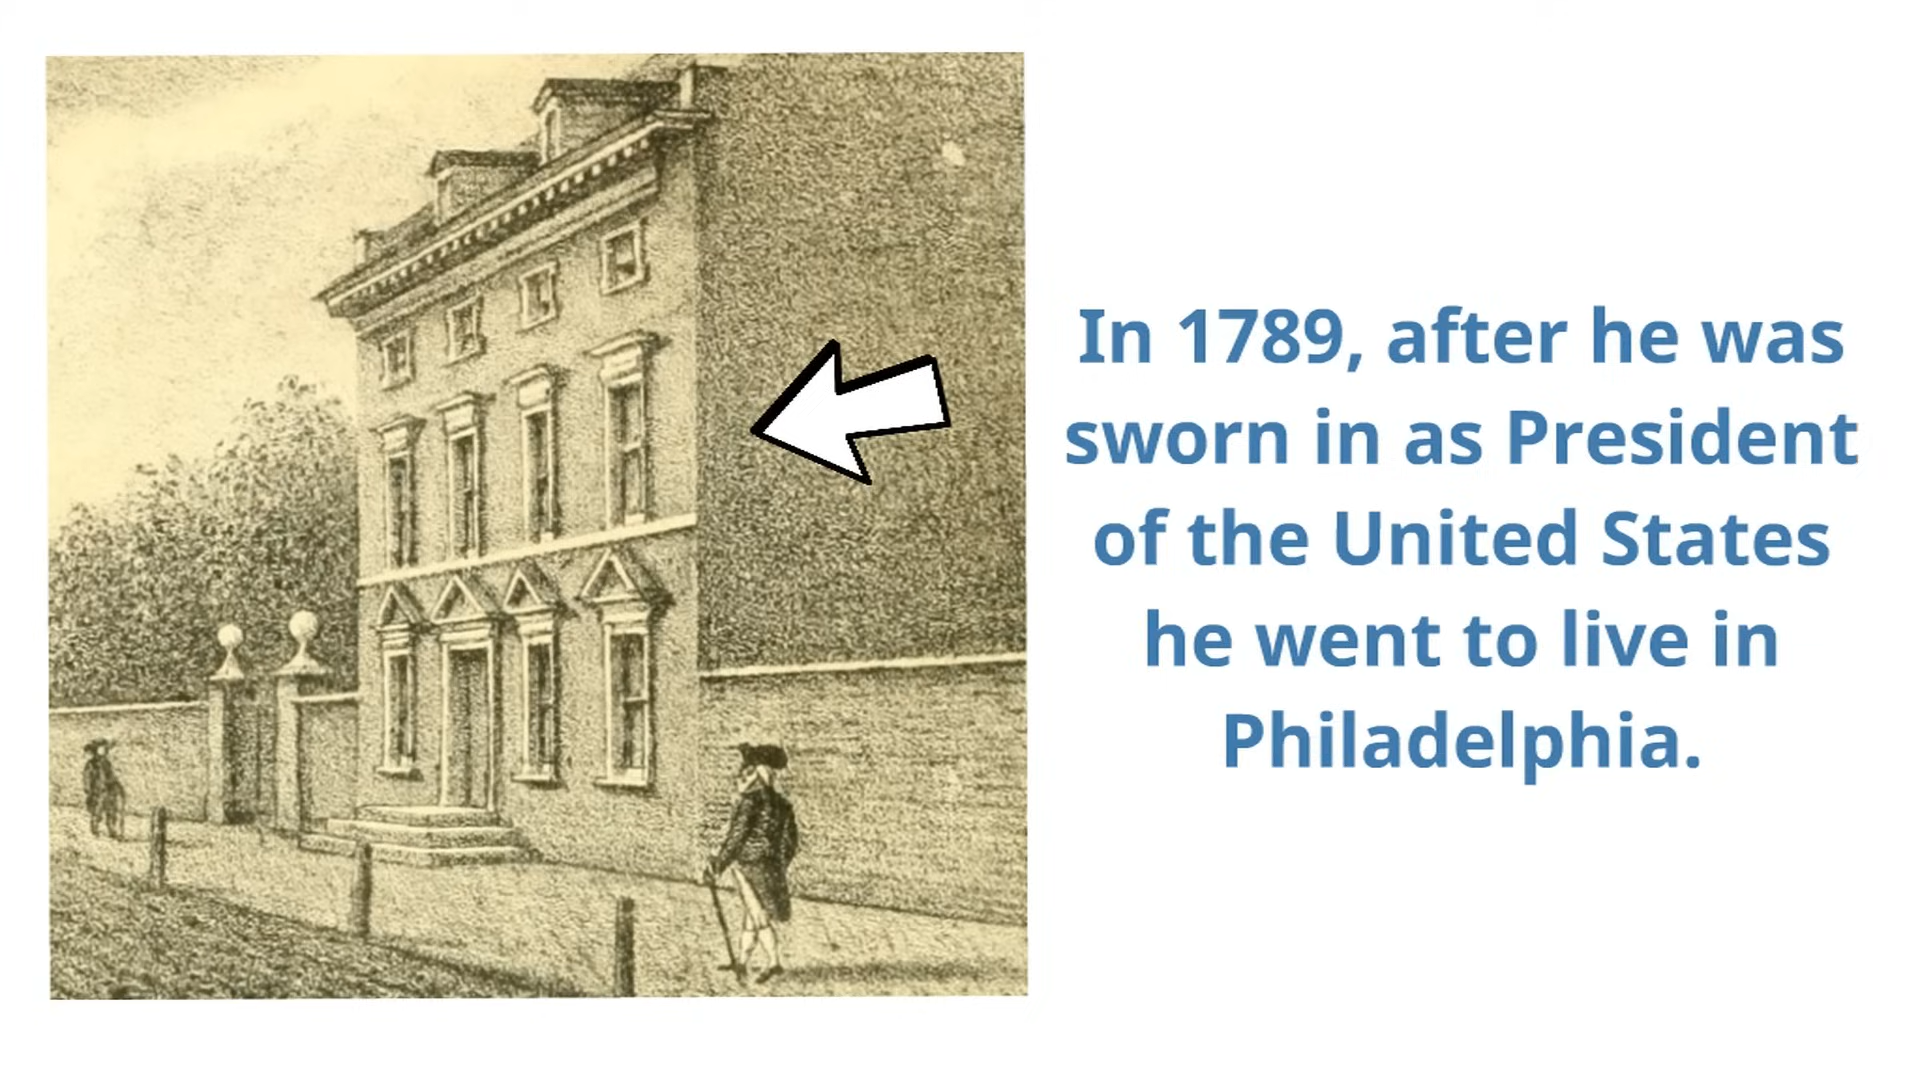 In 1789, after he was
sworn in as President
of the United States
he went to live in
Philadelphia.